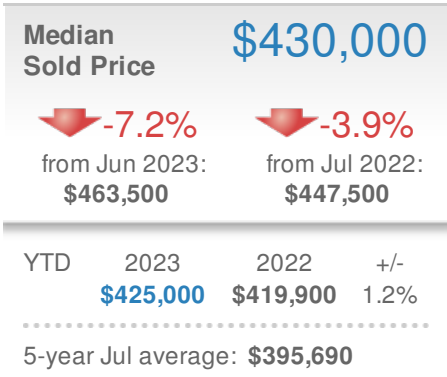 Median $430,000
Sold Price
-7.2% -3.9%
from Jun 2023: from Jul 2022:
$463,500 $447,500
YTD 2023 2022 +/-
$425,000 $419,900 1.2%
5-year Jul average: $395,690